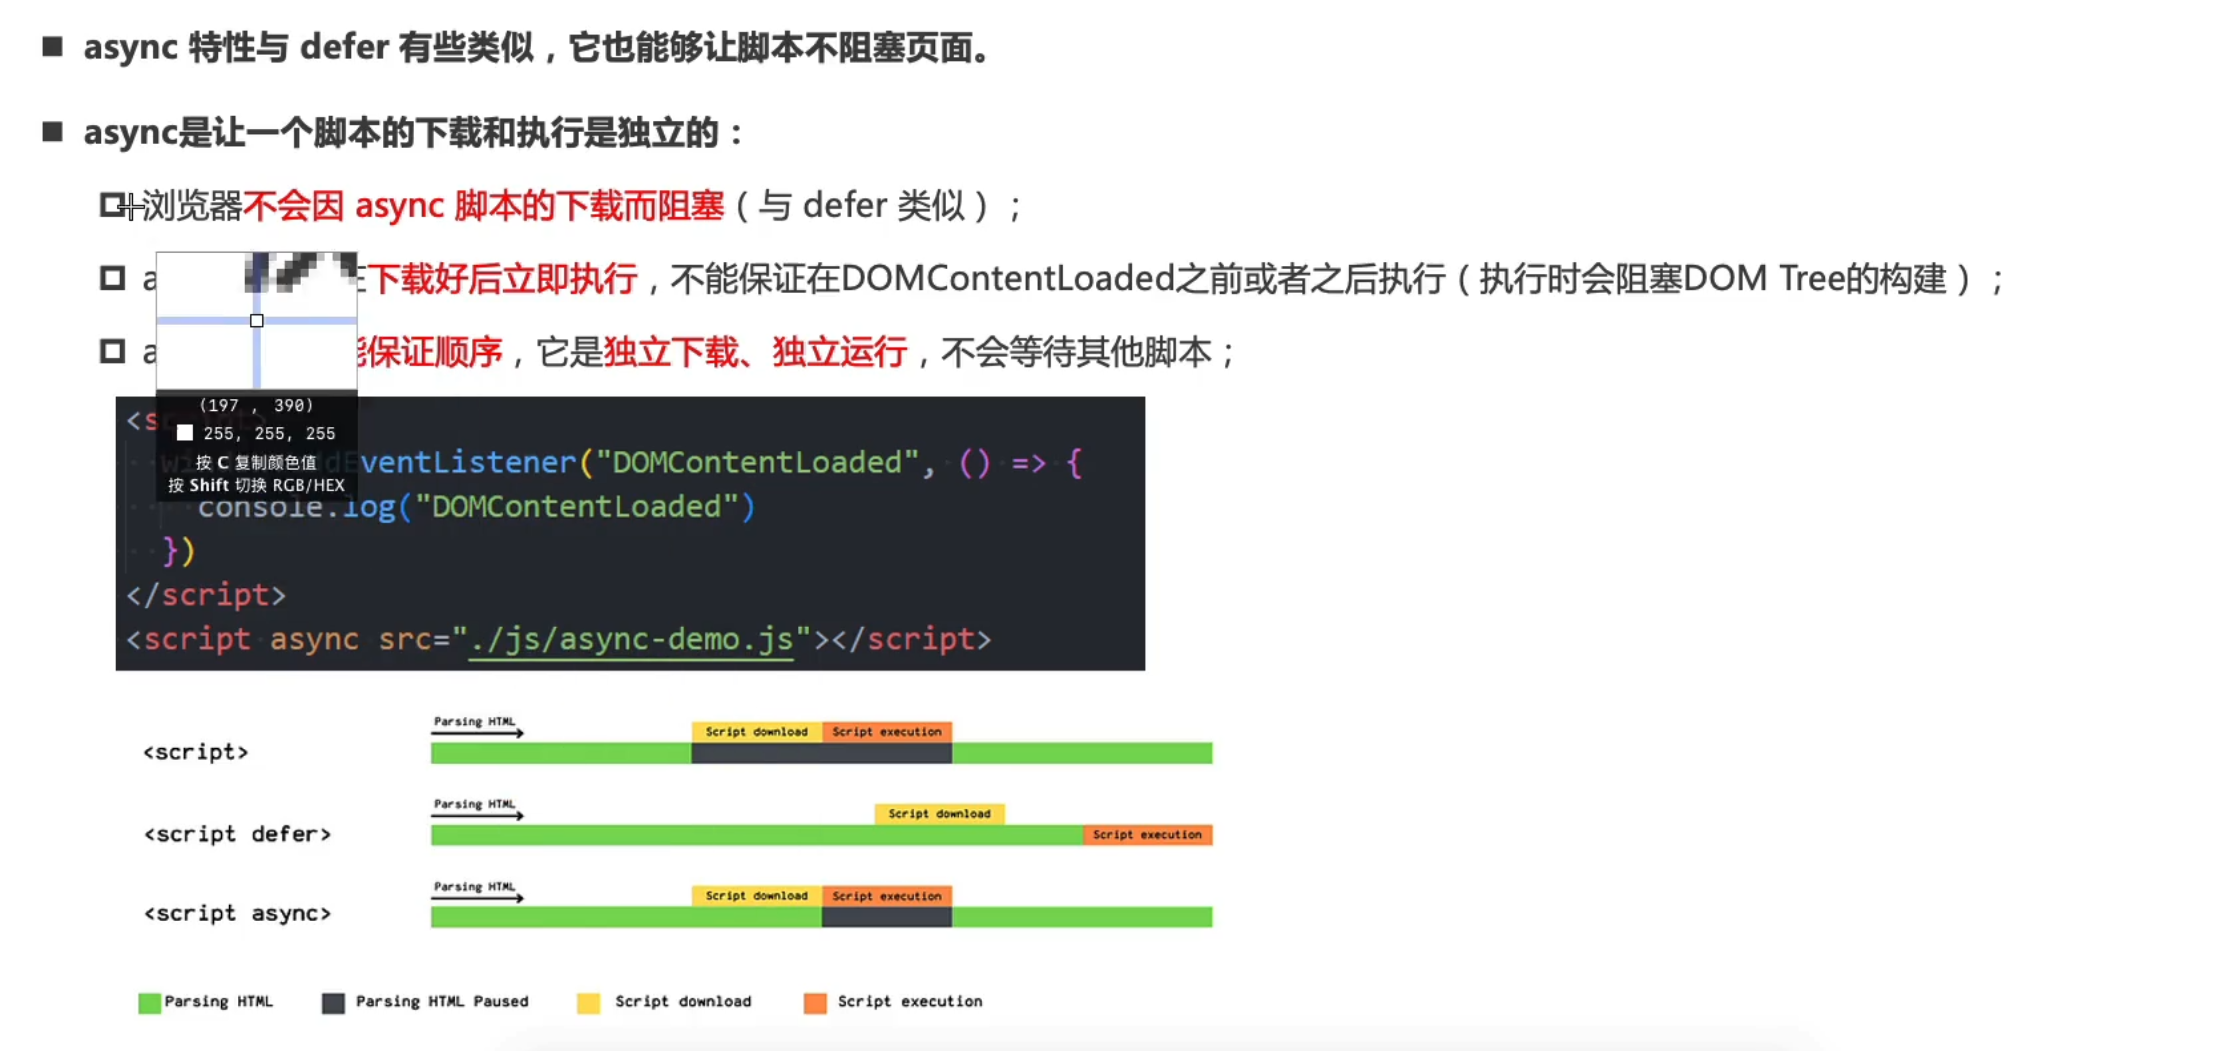 async 特性与 defer 有些类似，它也能够让脚本不阻塞页面。
async是让一个脚本的下载和执行是独立的：
浏览器不会因 async 脚本的下载而阻塞（与 defer 类似）；
下载好后立即执行，不能保证在DOMContentLoaded之前或者之后执行（执行时会阻塞DOM Tree的构建）；
能保证顺序，它是独立下载、独立运行，不会等待其他脚本；
(197 , 390)
255, 255, 255
按 C 复制颜色值
按 Shift 切换 RGB/HEX
EventListener("DOMContentLoaded", () => {
console.log("DOMContentLoaded")
})
</script>
<script async src="./js/async-demo.js"></script>
Parsing HTML
Script download Script execution
<script>
Parsing HTML
Script download
<script defer>
Script execution
Parsing HTML
Script download Script execution
<script async>
Parsing HTML Parsing HTML Paused Script download Script execution